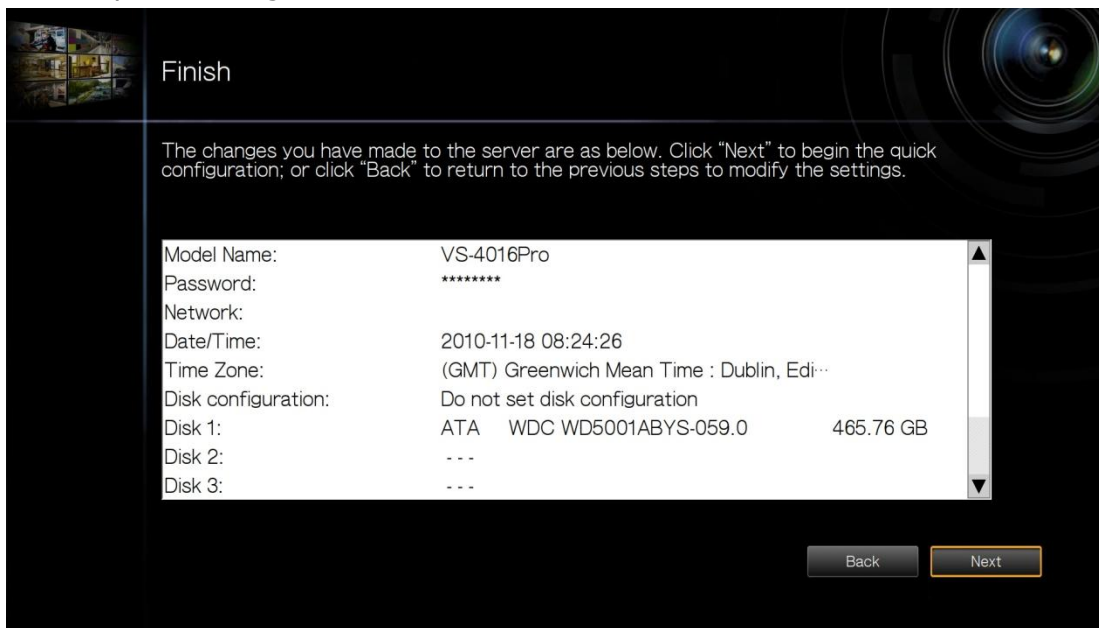 Finish
The changes you have made to the server are as below. Click “Next” to begin the quick
configuration; or click “Back” to return to the previous steps to modify the settings.
Model Name: VS-4016Pro
Password: ********
Network:
Date/Time: 2010-11-18 08:24:26
Time Zone: (GMT) Greenwich Mean Time : Dublin, Edi···
Disk configuration: Do not set disk configuration
Disk 1: ATA WDC WD5001ABYS-059.0 465.76 GB
Disk 2: - - -
Disk 3: - - -
Back Next